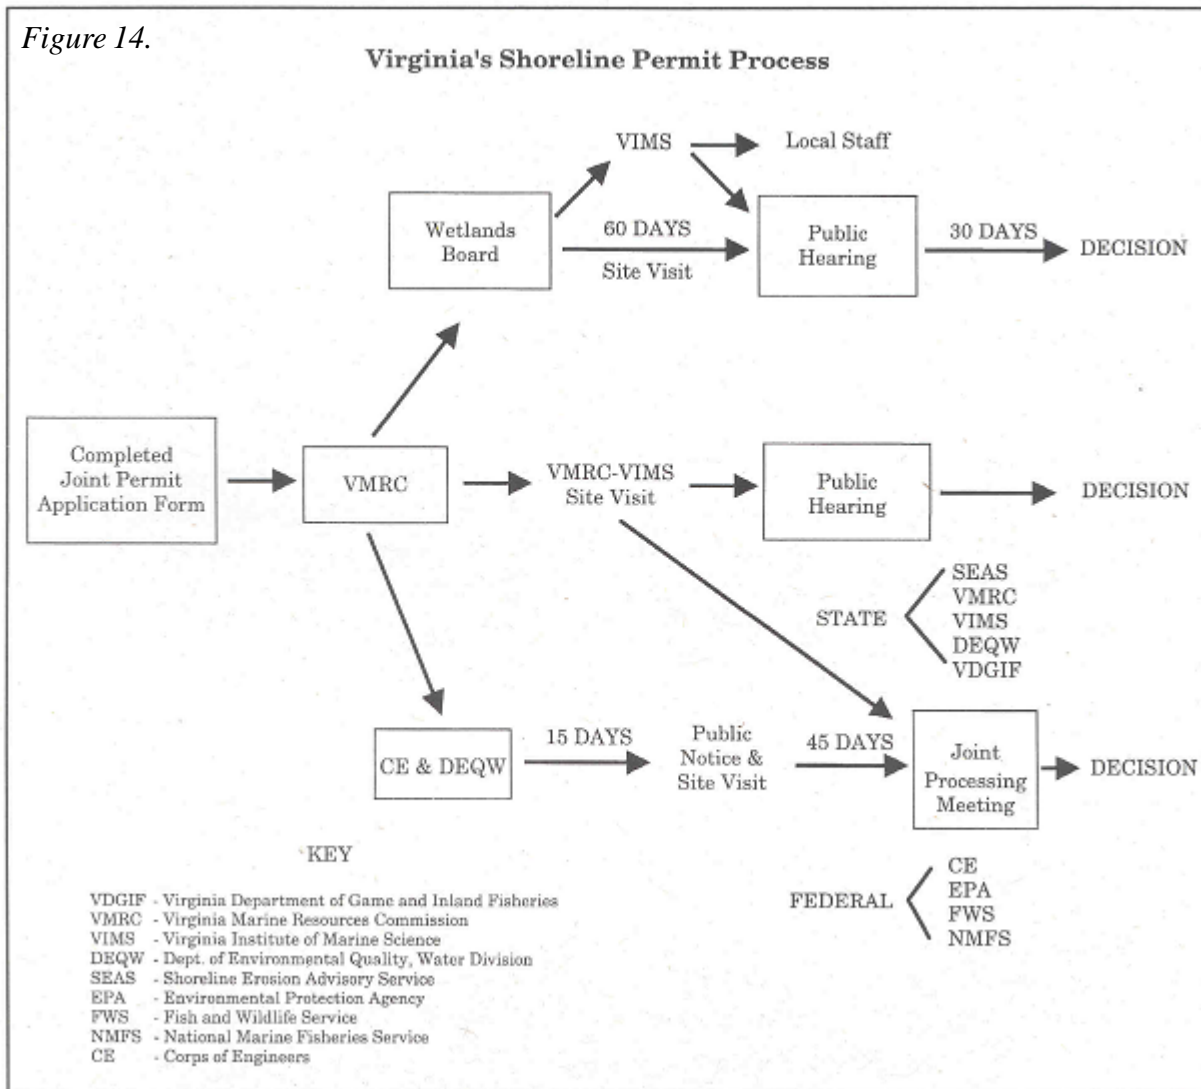 Figure 14.
Virginia's Shoreline Permit Process
VIMS
Local Staff
Wetlands
Board
60 DAYS
Site Visit
Public
Hearing
30 DAYS
DECISION
Completed
Joint Permit
Application Form
VMRC
VMRC-VIMS
Site Visit
Public
Hearing
DECISION
STATE
SEAS
VMRC
VIMS
DEQW
VDGIF
CE & DEQW
15 DAYS
Public
Notice &
Site Visit
45 DAYS
Joint
Processing
Meeting
DECISION
FEDERAL
CE
EPA
FWS
NMFS
KEY
VDGIF - Virginia Department of Game and Inland Fisheries
VMRC - Virginia Marine Resources Commission
VIMS - Virginia Institute of Marine Science
DEQW - Dept. of Environmental Quality, Water Division
SEAS - Shoreline Erosion Advisory Service
EPA - Environmental Protection Agency
FWS - Fish and Wildlife Service
NMFS - National Marine Fisheries Service
CE - Corps of Engineers